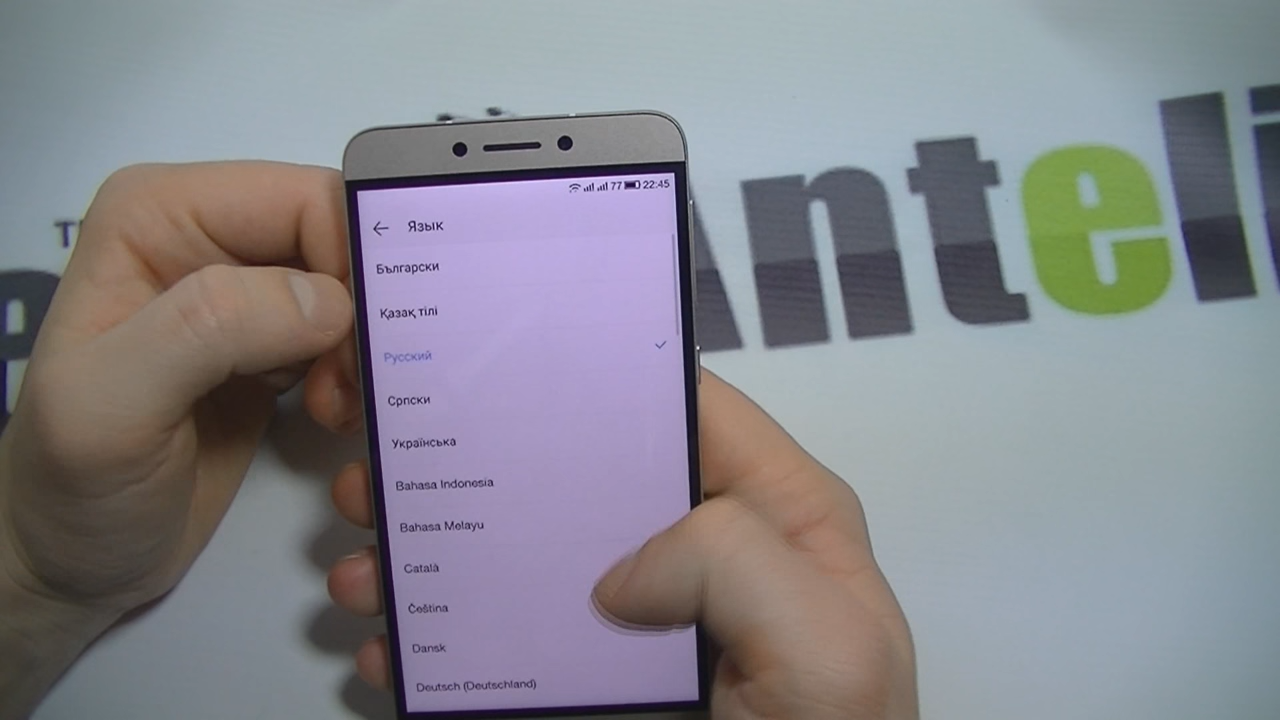 77 22:45
Язык
Български
Қазақ тілі
Русский
Српски
Українська
Bahasa Indonesia
Bahasa Melayu
Català
Čeština
Dansk
Deutsch (Deutschland)